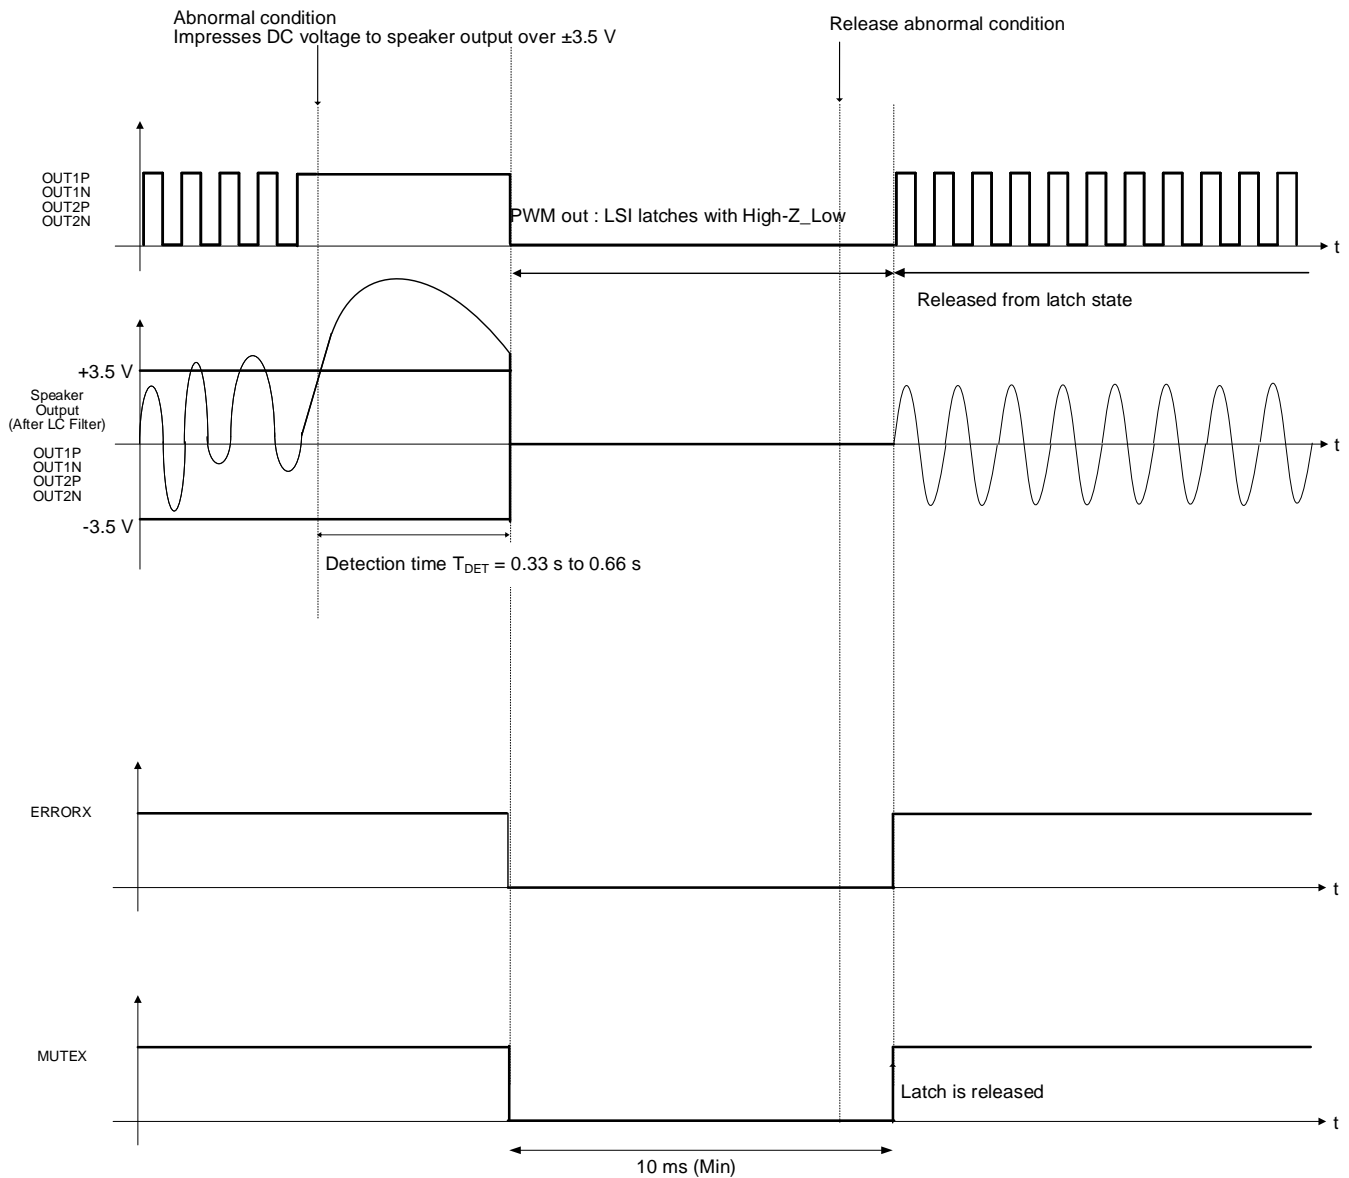 Abnormal condition
Impresses DC voltage to speaker output over ±3.5 V
Release abnormal condition
OUT1P
OUT1N
OUT2P
OUT2N
PWM out : LSI latches with High-Z_Low
t
Released from latch state
+3.5 V
Speaker
Output
(After LC Filter)
t
OUT1P
OUT1N
OUT2P
OUT2N
-3.5 V
Detection time TDET = 0.33 s to 0.66 s
ERRORX
t
MUTEX
Latch is released
t
10 ms (Min)